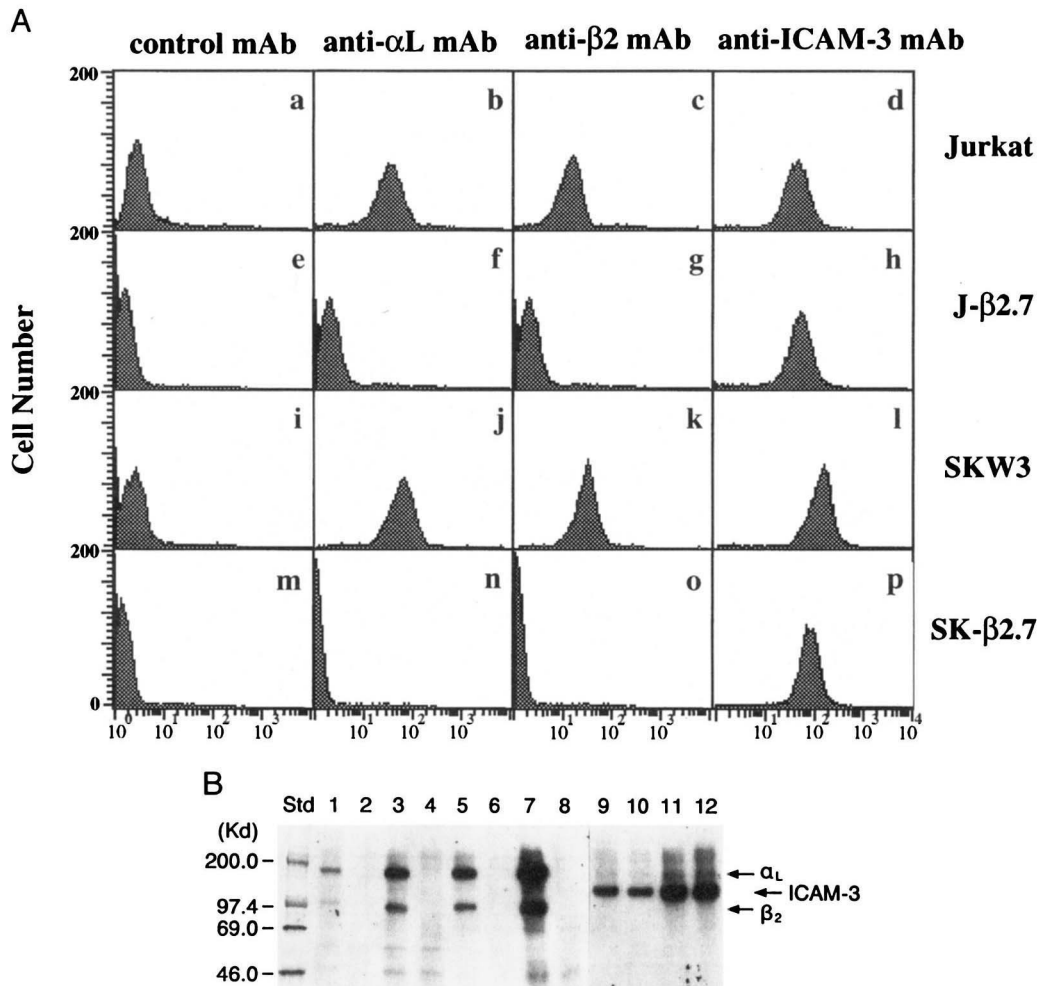 A
control mAb anti-αL mAb anti-β2 mAb anti-ICAM-3 mAb
200
a b c d
Jurkat
200
e f g h
J-β2.7
200
i j k l
SKW3
200
m n o p
SK-β2.7
0
Cell Number
10⁰ 10¹ 10² 10³ 10¹ 10² 10³ 10¹ 10² 10³ 10¹ 10² 10³ 10⁴
B
Std 1 2 3 4 5 6 7 8 9 10 11 12
(Kd)
200.0
αL
ICAM-3
97.4
β2
69.0
46.0